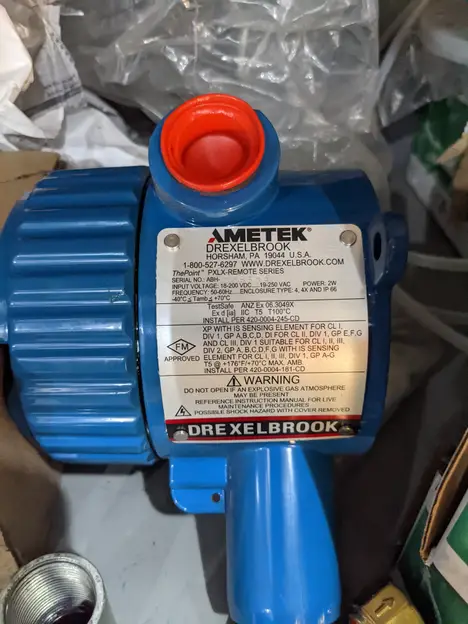 AMETEK®
DREXELBROOK
HORSHAM, PA 19044 U.S.A.
1-800-527-6297 WWW.DREXELBROOK.COM
ThePoint™ PXLX-REMOTE SERIES
SERIAL NO: ABH-
INPUT VOLTAGE: 18-200 VDC....19-250 VAC POWER: 2W
FREQUENCY: 50-60Hz ENCLOSURE TYPE: 4, 4X AND IP 66
-40°C ≤ Tamb ≤ +70°C
TestSafe ANZ Ex 06.3049X
Ex d [ia] IIC T5 T100°C
INSTALL PER 420-0004-245-CD
XP WITH IS SENSING ELEMENT FOR CL I,
DIV 1, GP A,B,C,D, DI FOR CL II, DIV 1, GP E,F,G
AND CL III, DIV 1 SUITABLE FOR CL I, II, III,
DIV 2, GP A,B,C,D,F,G WITH IS SENSING
ELEMENT FOR CL I, II, III, DIV 1, GP A-G
T5 @ +176°F/+70°C MAX. AMB.
INSTALL PER 420-0004-181-CD
FM
APPROVED
WARNING
DO NOT OPEN IF AN EXPLOSIVE GAS ATMOSPHERE
MAY BE PRESENT
REFERENCE INSTRUCTION MANUAL FOR LIVE
MAINTENANCE PROCEDURES
POSSIBLE SHOCK HAZARD WITH COVER REMOVED
DREXELBROOK